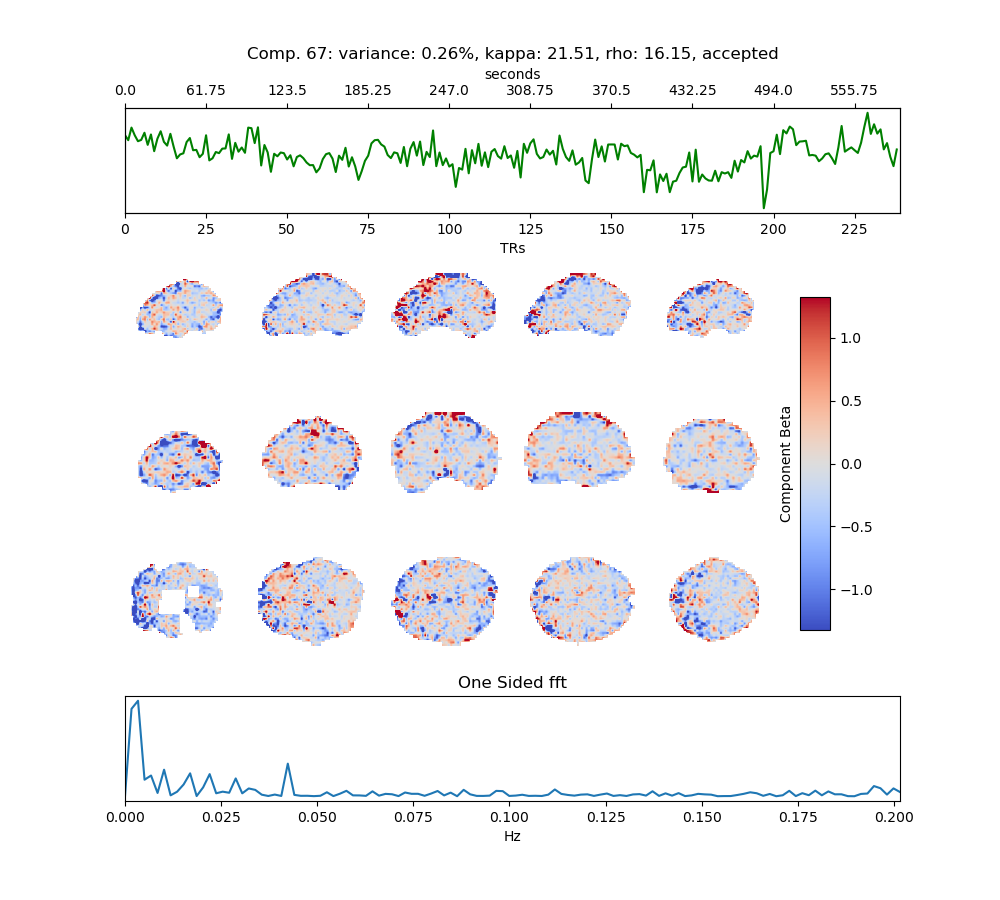 Comp. 67: variance: 0.26%, kappa: 21.51, rho: 16.15, accepted
seconds
0.0 61.75 123.5 185.25 247.0 308.75 370.5 432.25 494.0 555.75
0 25 50 75 100 125 150 175 200 225
TRs
1.0
0.5
0.0
−0.5
−1.0
Component Beta
One Sided fft
0.000 0.025 0.050 0.075 0.100 0.125 0.150 0.175 0.200
Hz